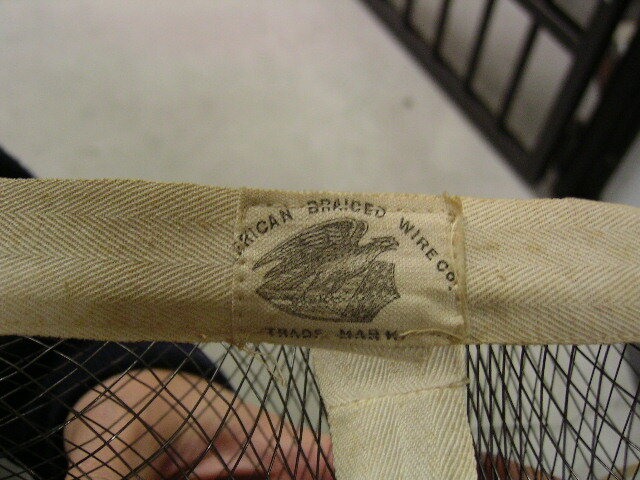 ERICAN BRAIDED WIRE CO.
TRADE MARK